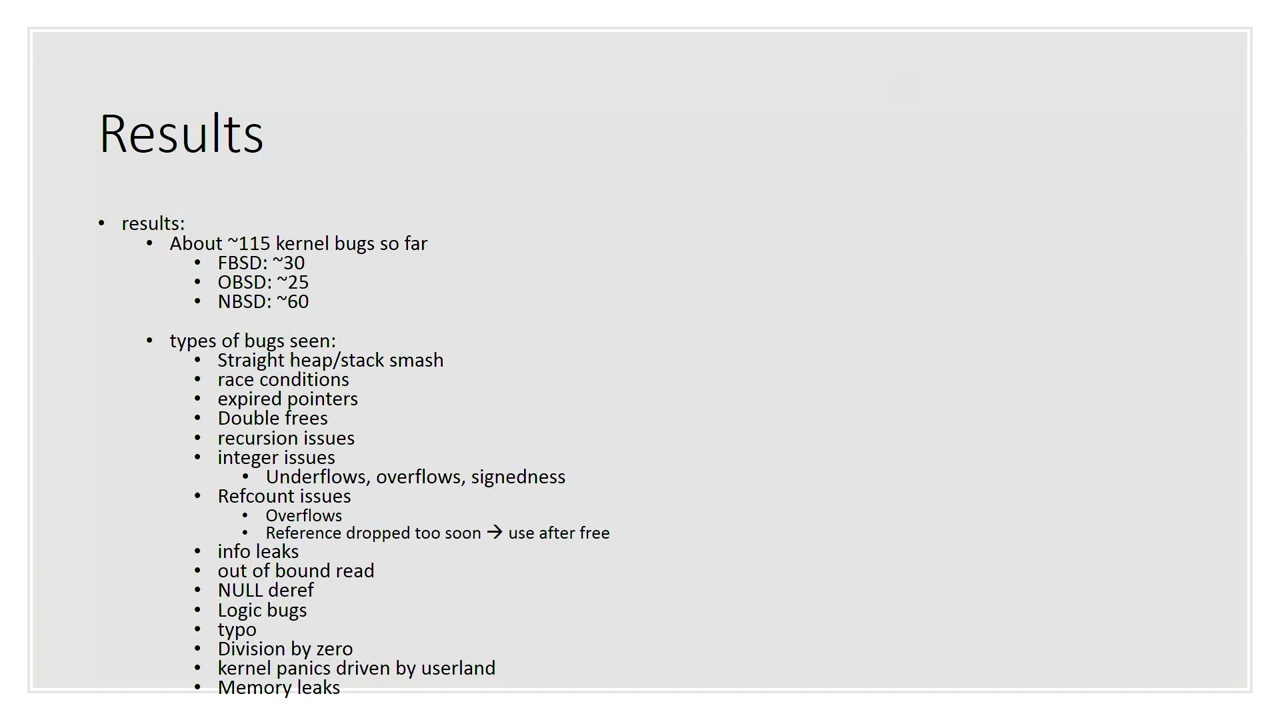 Results
• results:
• About ~115 kernel bugs so far
• FBSD: ~30
• OBSD: ~25
• NBSD: ~60
• types of bugs seen:
• Straight heap/stack smash
• race conditions
• expired pointers
• Double frees
• recursion issues
• integer issues
• Underflows, overflows, signedness
• Refcount issues
• Overflows
• Reference dropped too soon → use after free
• info leaks
• out of bound read
• NULL deref
• Logic bugs
• typo
• Division by zero
• kernel panics driven by userland
• Memory leaks